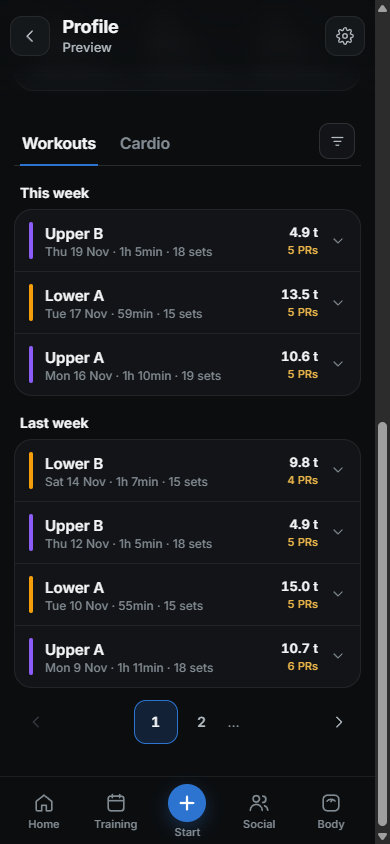 Profile
Preview
Workouts
Cardio
This week
Upper B
4.9 t
Thu 19 Nov · 1h 5min · 18 sets
5 PRs
Lower A
13.5 t
Tue 17 Nov · 59min · 15 sets
5 PRs
Upper A
10.6 t
Mon 16 Nov · 1h 10min · 19 sets
5 PRs
Last week
Lower B
9.8 t
Sat 14 Nov · 1h 7min · 15 sets
4 PRs
Upper B
4.9 t
Thu 12 Nov · 1h 5min · 18 sets
5 PRs
Lower A
15.0 t
Tue 10 Nov · 55min · 15 sets
5 PRs
Upper A
10.7 t
Mon 9 Nov · 1h 11min · 18 sets
6 PRs
1 2 ...
Home
Training
Start
Social
Body